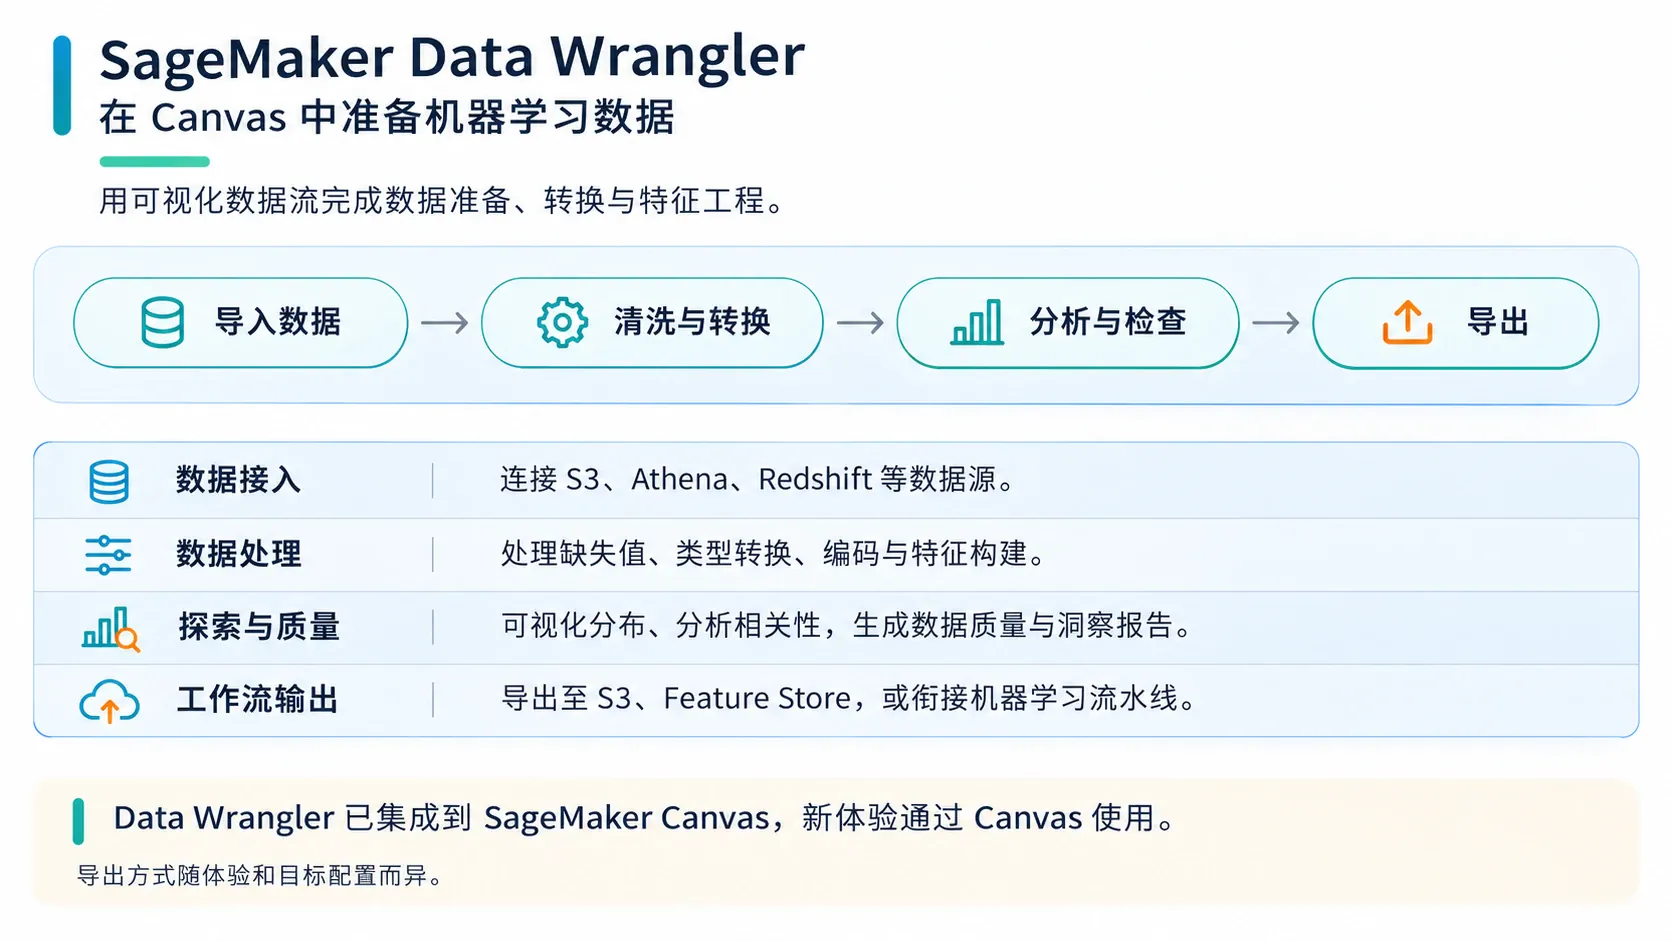 SageMaker Data Wrangler
在 Canvas 中准备机器学习数据
用可视化数据流完成数据准备、转换与特征工程。
导入数据
清洗与转换
分析与检查
导出
数据接入
连接 S3、Athena、Redshift 等数据源。
数据处理
处理缺失值、类型转换、编码与特征构建。
探索与质量
可视化分布、分析相关性，生成数据质量与洞察报告。
工作流输出
导出至 S3、Feature Store，或衔接机器学习流水线。
Data Wrangler 已集成到 SageMaker Canvas，新体验通过 Canvas 使用。
导出方式随体验和目标配置而异。